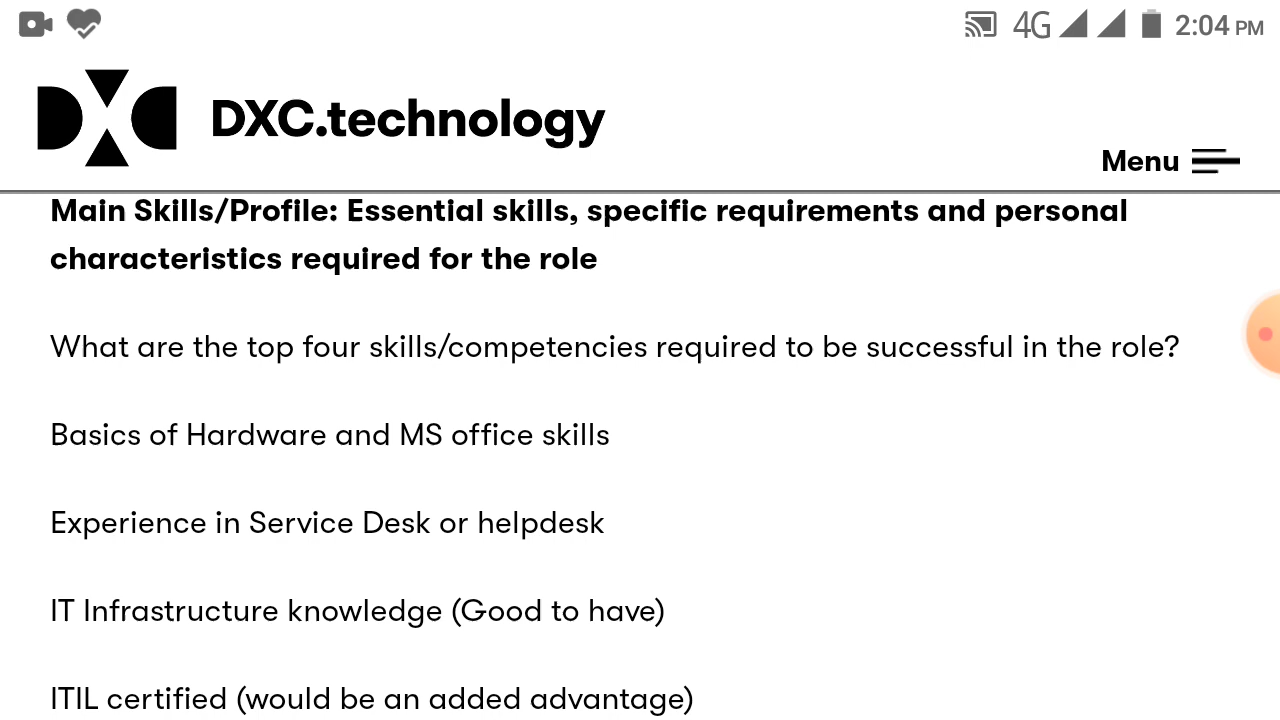 4G 2:04 PM
DXC.technology
Menu
Main Skills/Profile: Essential skills, specific requirements and personal
characteristics required for the role
What are the top four skills/competencies required to be successful in the role?
Basics of Hardware and MS office skills
Experience in Service Desk or helpdesk
IT Infrastructure knowledge (Good to have)
ITIL certified (would be an added advantage)